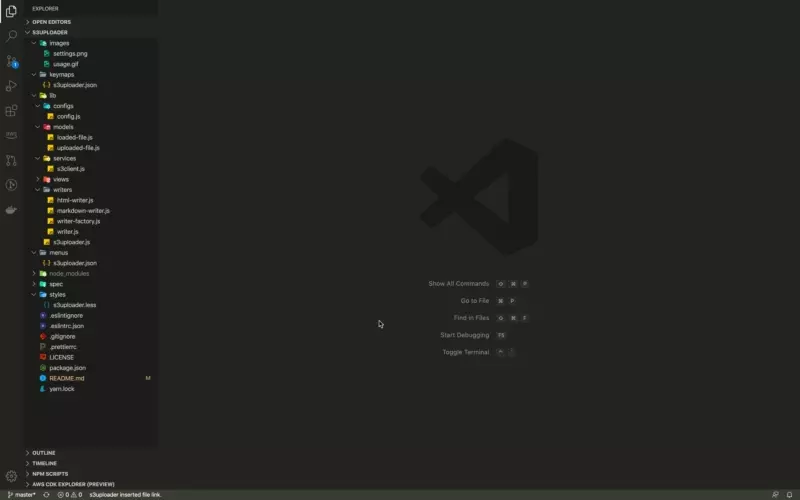 EXPLORER
OPEN EDITORS
S3UPLOADER
images
settings.png
usage.gif
keymaps
s3uploader.json
lib
configs
config.js
models
loaded-file.js
uploaded-file.js
services
s3client.js
views
writers
html-writer.js
markdown-writer.js
writer-factory.js
writer.js
s3uploader.js
menus
s3uploader.json
node_modules
spec
styles
s3uploader.less
.eslintignore
.eslintrc.json
.gitignore
.prettierrc
LICENSE
package.json
README.md M
yarn.lock
OUTLINE
TIMELINE
NPM SCRIPTS
AWS CDK EXPLORER (PREVIEW)
Show All Commands ⇧ ⌘ P
Go to File ⌘ P
Find in Files ⇧ ⌘ F
Start Debugging F5
Toggle Terminal ⌃ `
1
aws
master* 0 0 s3uploader inserted file link.